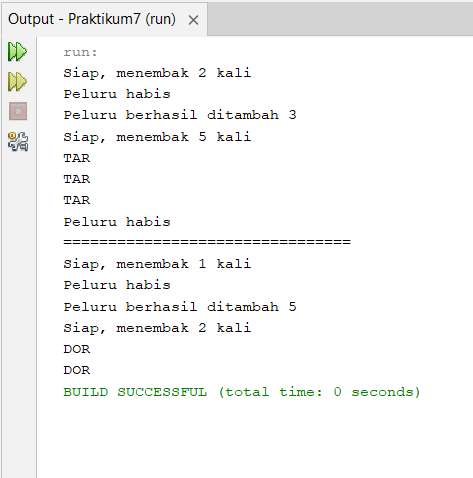 Output - Praktikum7 (run)
run:
Siap, menembak 2 kali
Peluru habis
Peluru berhasil ditambah 3
Siap, menembak 5 kali
TAR
TAR
TAR
Peluru habis
================================
Siap, menembak 1 kali
Peluru habis
Peluru berhasil ditambah 5
Siap, menembak 2 kali
DOR
DOR
BUILD SUCCESSFUL (total time: 0 seconds)